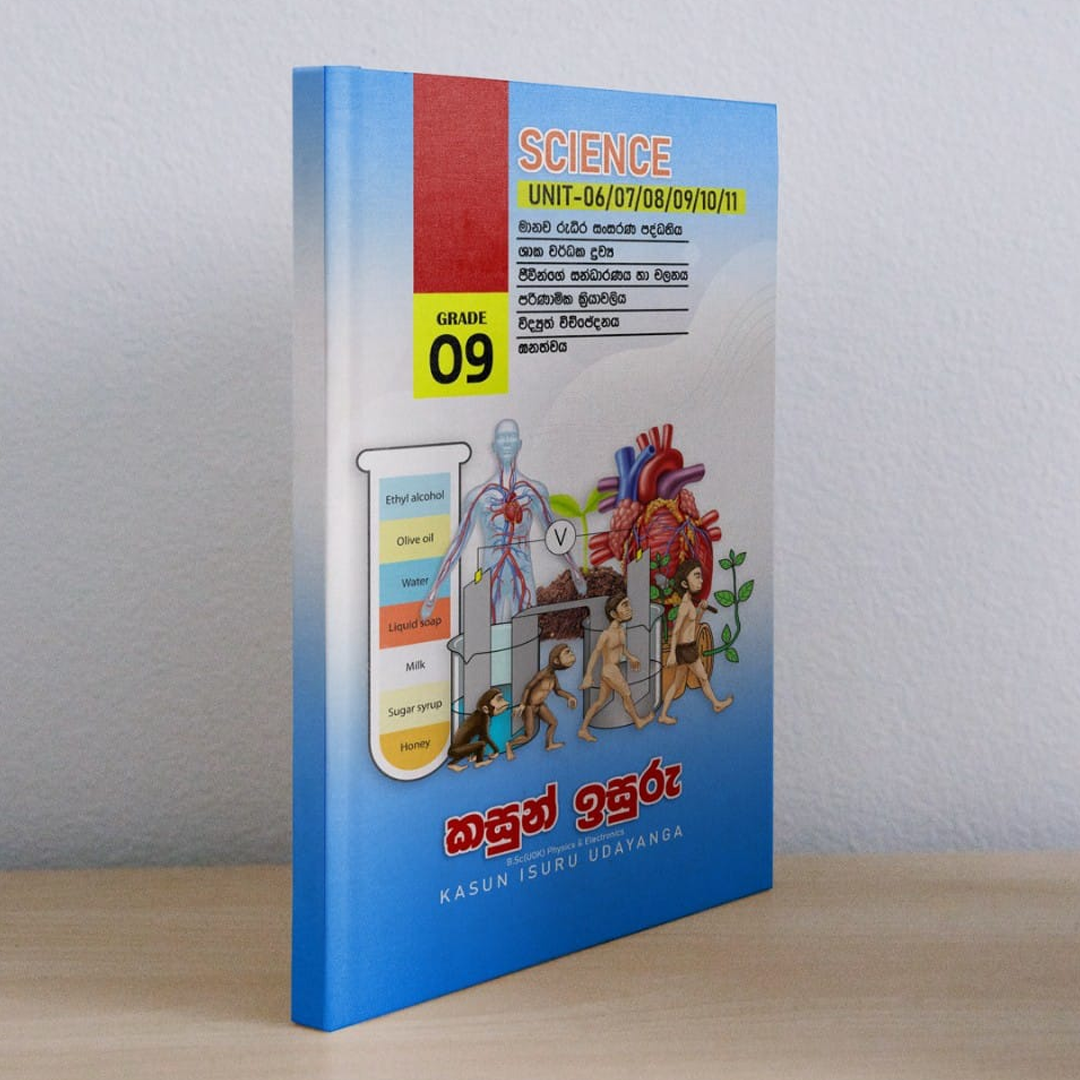 SCIENCE
UNIT-06/07/08/09/10/11
මානව රුධිර සංසරණ පද්ධතිය
ශාක වර්ධක ද්‍රව්‍ය
ජීවීන්ගේ සන්ධාරණය හා චලනය
පරිණාමික ක්‍රියාවලිය
විද්‍යුත් විච්ඡේදනය
ඝනත්වය
GRADE
09
Ethyl alcohol
Olive oil
Water
Liquid soap
Milk
Sugar syrup
Honey
V
කසුන් ඉසුරු
B.Sc(UOK) Physics & Electronics
KASUN ISURU UDAYANGA